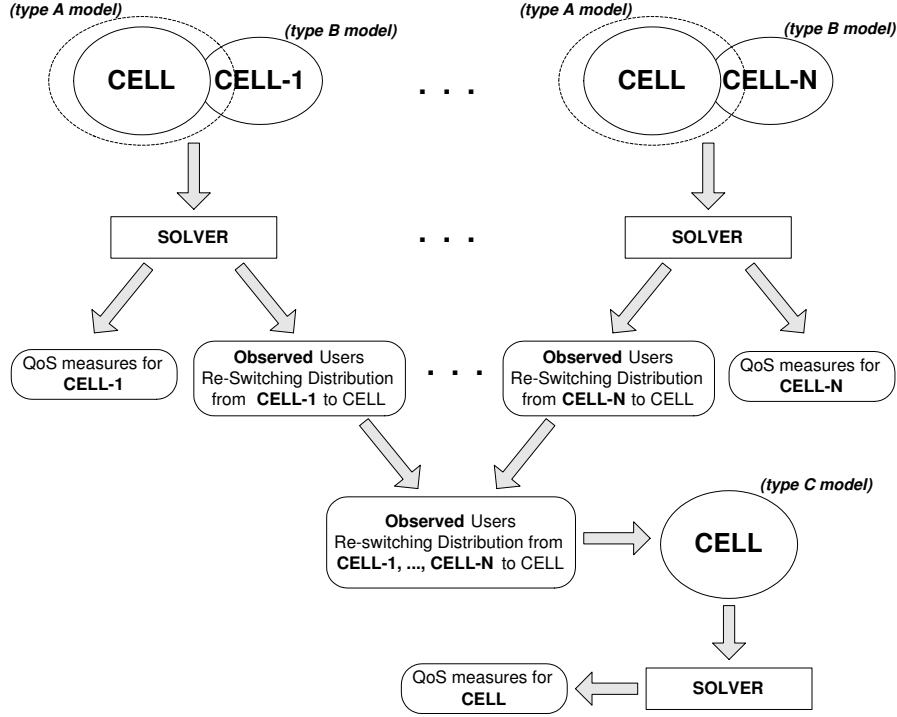 (type A model)
(type B model)
CELL
CELL-1
. . .
(type A model)
(type B model)
CELL
CELL-N
SOLVER
. . .
SOLVER
QoS measures for
CELL-1
Observed Users
Re-Switching Distribution
from CELL-1 to CELL
. . .
Observed Users
Re-Switching Distribution
from CELL-N to CELL
QoS measures for
CELL-N
Observed Users
Re-switching Distribution from
CELL-1, ..., CELL-N to CELL
(type C model)
CELL
QoS measures for
CELL
SOLVER